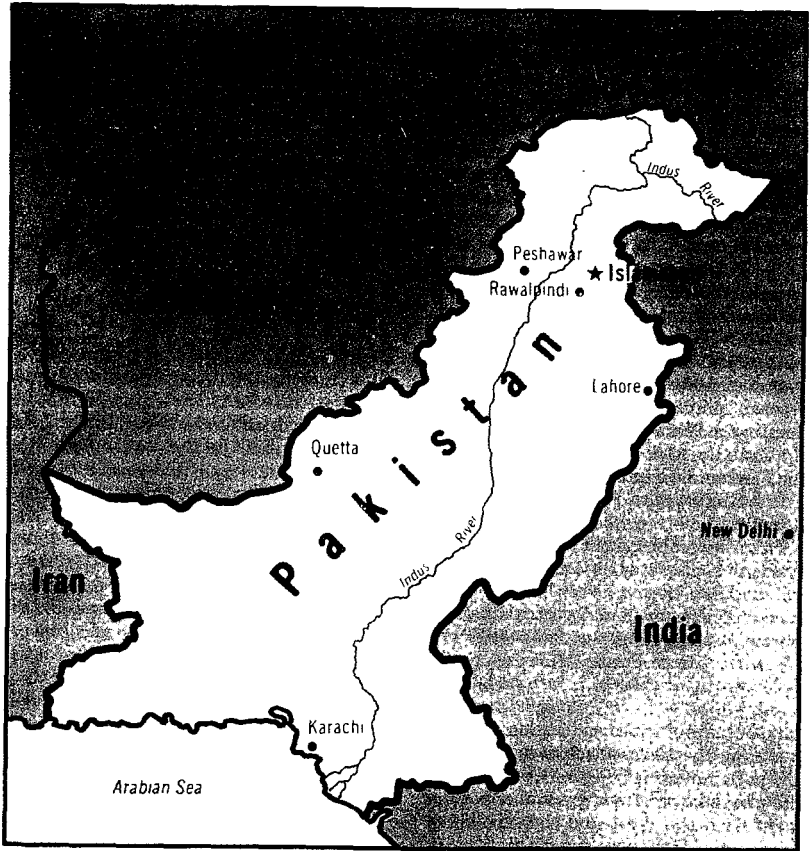 Indus River
Peshawar
Rawalpindi
Lahore
Quetta
Pakistan
New Delhi
Indus River
Iran
India
Karachi
Arabian Sea